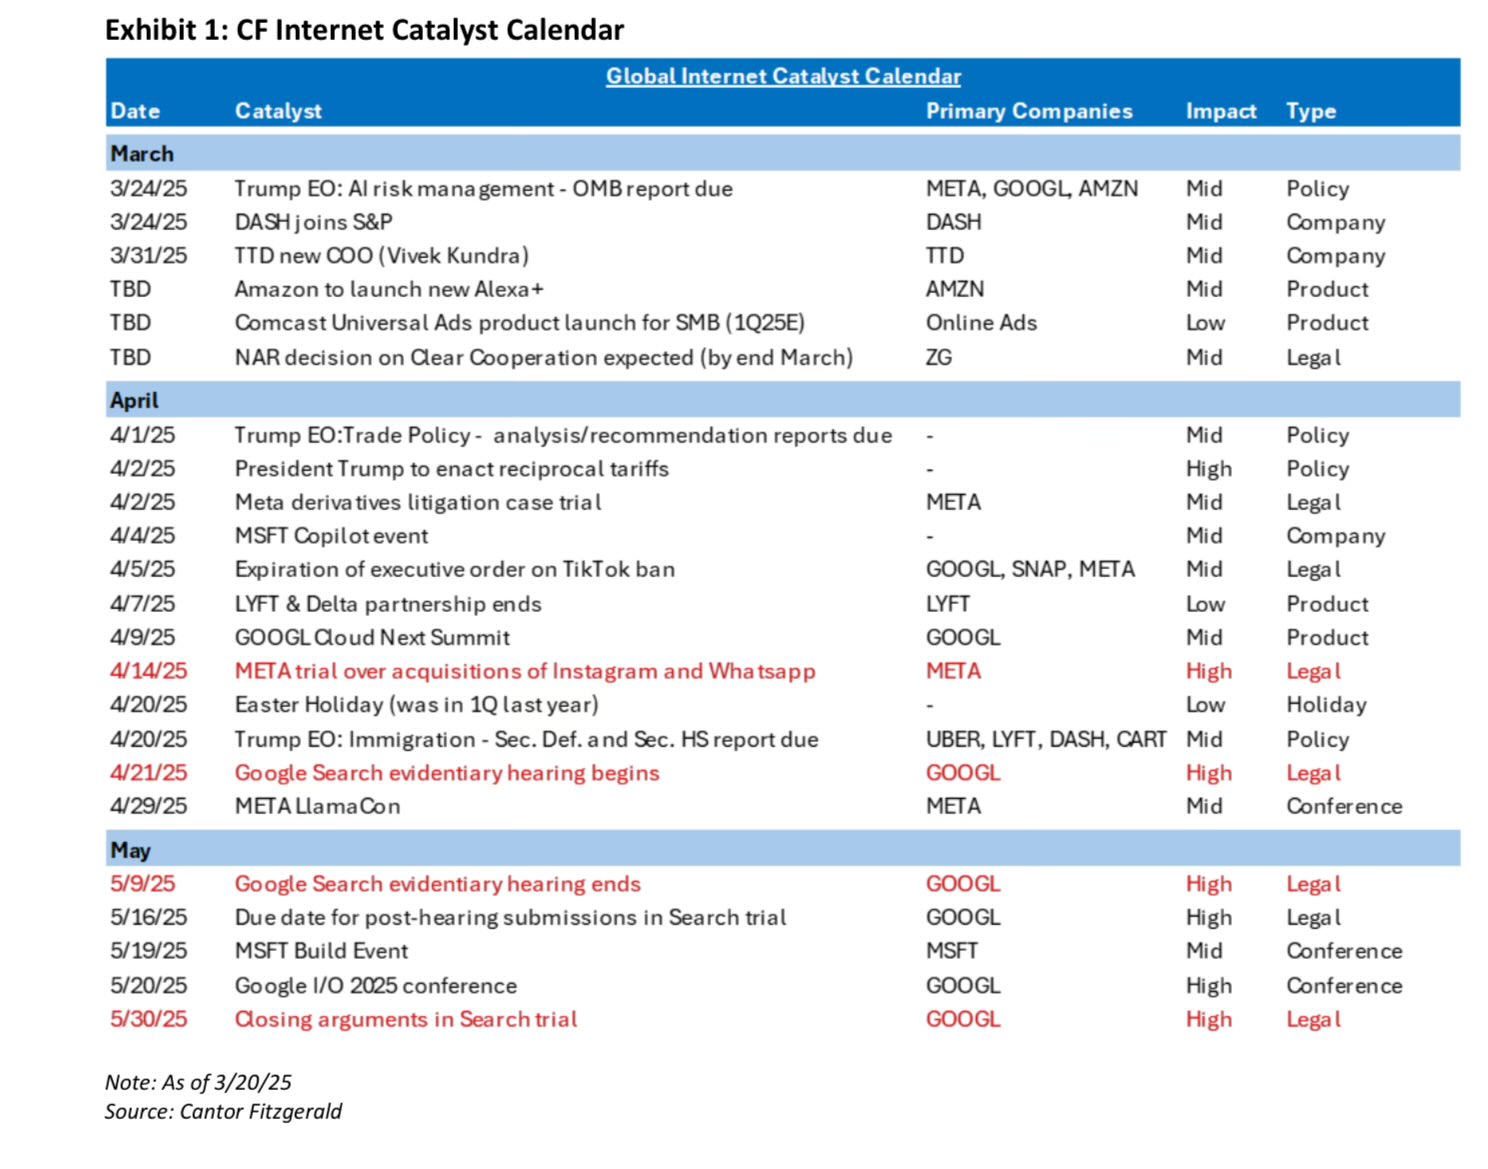 Exhibit 1: CF Internet Catalyst Calendar
Global Internet Catalyst Calendar
Date Catalyst Primary Companies Impact Type
March
3/24/25 Trump EO: AI risk management - OMB report due META, GOOGL, AMZN Mid Policy
3/24/25 DASH joins S&P DASH Mid Company
3/31/25 TTD new COO (Vivek Kundra) TTD Mid Company
TBD Amazon to launch new Alexa+ AMZN Mid Product
TBD Comcast Universal Ads product launch for SMB (1Q25E) Online Ads Low Product
TBD NAR decision on Clear Cooperation expected (by end March) ZG Mid Legal
April
4/1/25 Trump EO:Trade Policy - analysis/recommendation reports due - Mid Policy
4/2/25 President Trump to enact reciprocal tariffs - High Policy
4/2/25 Meta derivatives litigation case trial META Mid Legal
4/4/25 MSFT Copilot event - Mid Company
4/5/25 Expiration of executive order on TikTok ban GOOGL, SNAP, META Mid Legal
4/7/25 LYFT & Delta partnership ends LYFT Low Product
4/9/25 GOOGL Cloud Next Summit GOOGL Mid Product
4/14/25 META trial over acquisitions of Instagram and Whatsapp META High Legal
4/20/25 Easter Holiday (was in 1Q last year) - Low Holiday
4/20/25 Trump EO: Immigration - Sec. Def. and Sec. HS report due UBER, LYFT, DASH, CART Mid Policy
4/21/25 Google Search evidentiary hearing begins GOOGL High Legal
4/29/25 META LlamaCon META Mid Conference
May
5/9/25 Google Search evidentiary hearing ends GOOGL High Legal
5/16/25 Due date for post-hearing submissions in Search trial GOOGL High Legal
5/19/25 MSFT Build Event MSFT Mid Conference
5/20/25 Google I/O 2025 conference GOOGL High Conference
5/30/25 Closing arguments in Search trial GOOGL High Legal
Note: As of 3/20/25
Source: Cantor Fitzgerald